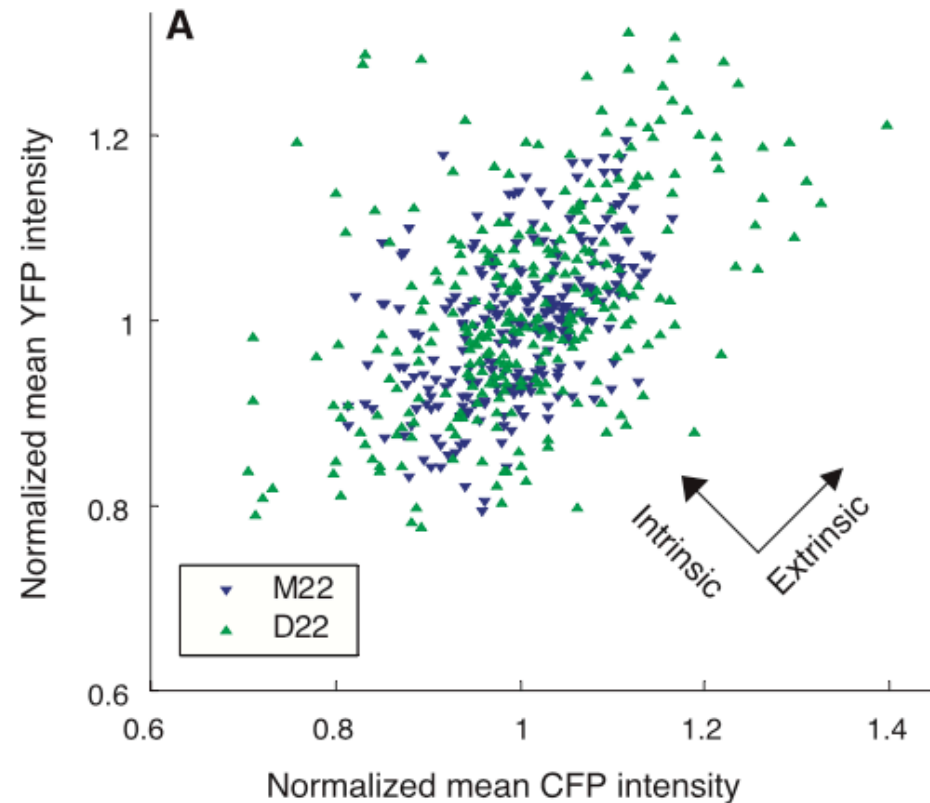 A
Normalized mean YFP intensity
1.2
1
0.8
0.6
Intrinsic
Extrinsic
M22
D22
0.6
0.8
1
1.2
1.4
Normalized mean CFP intensity